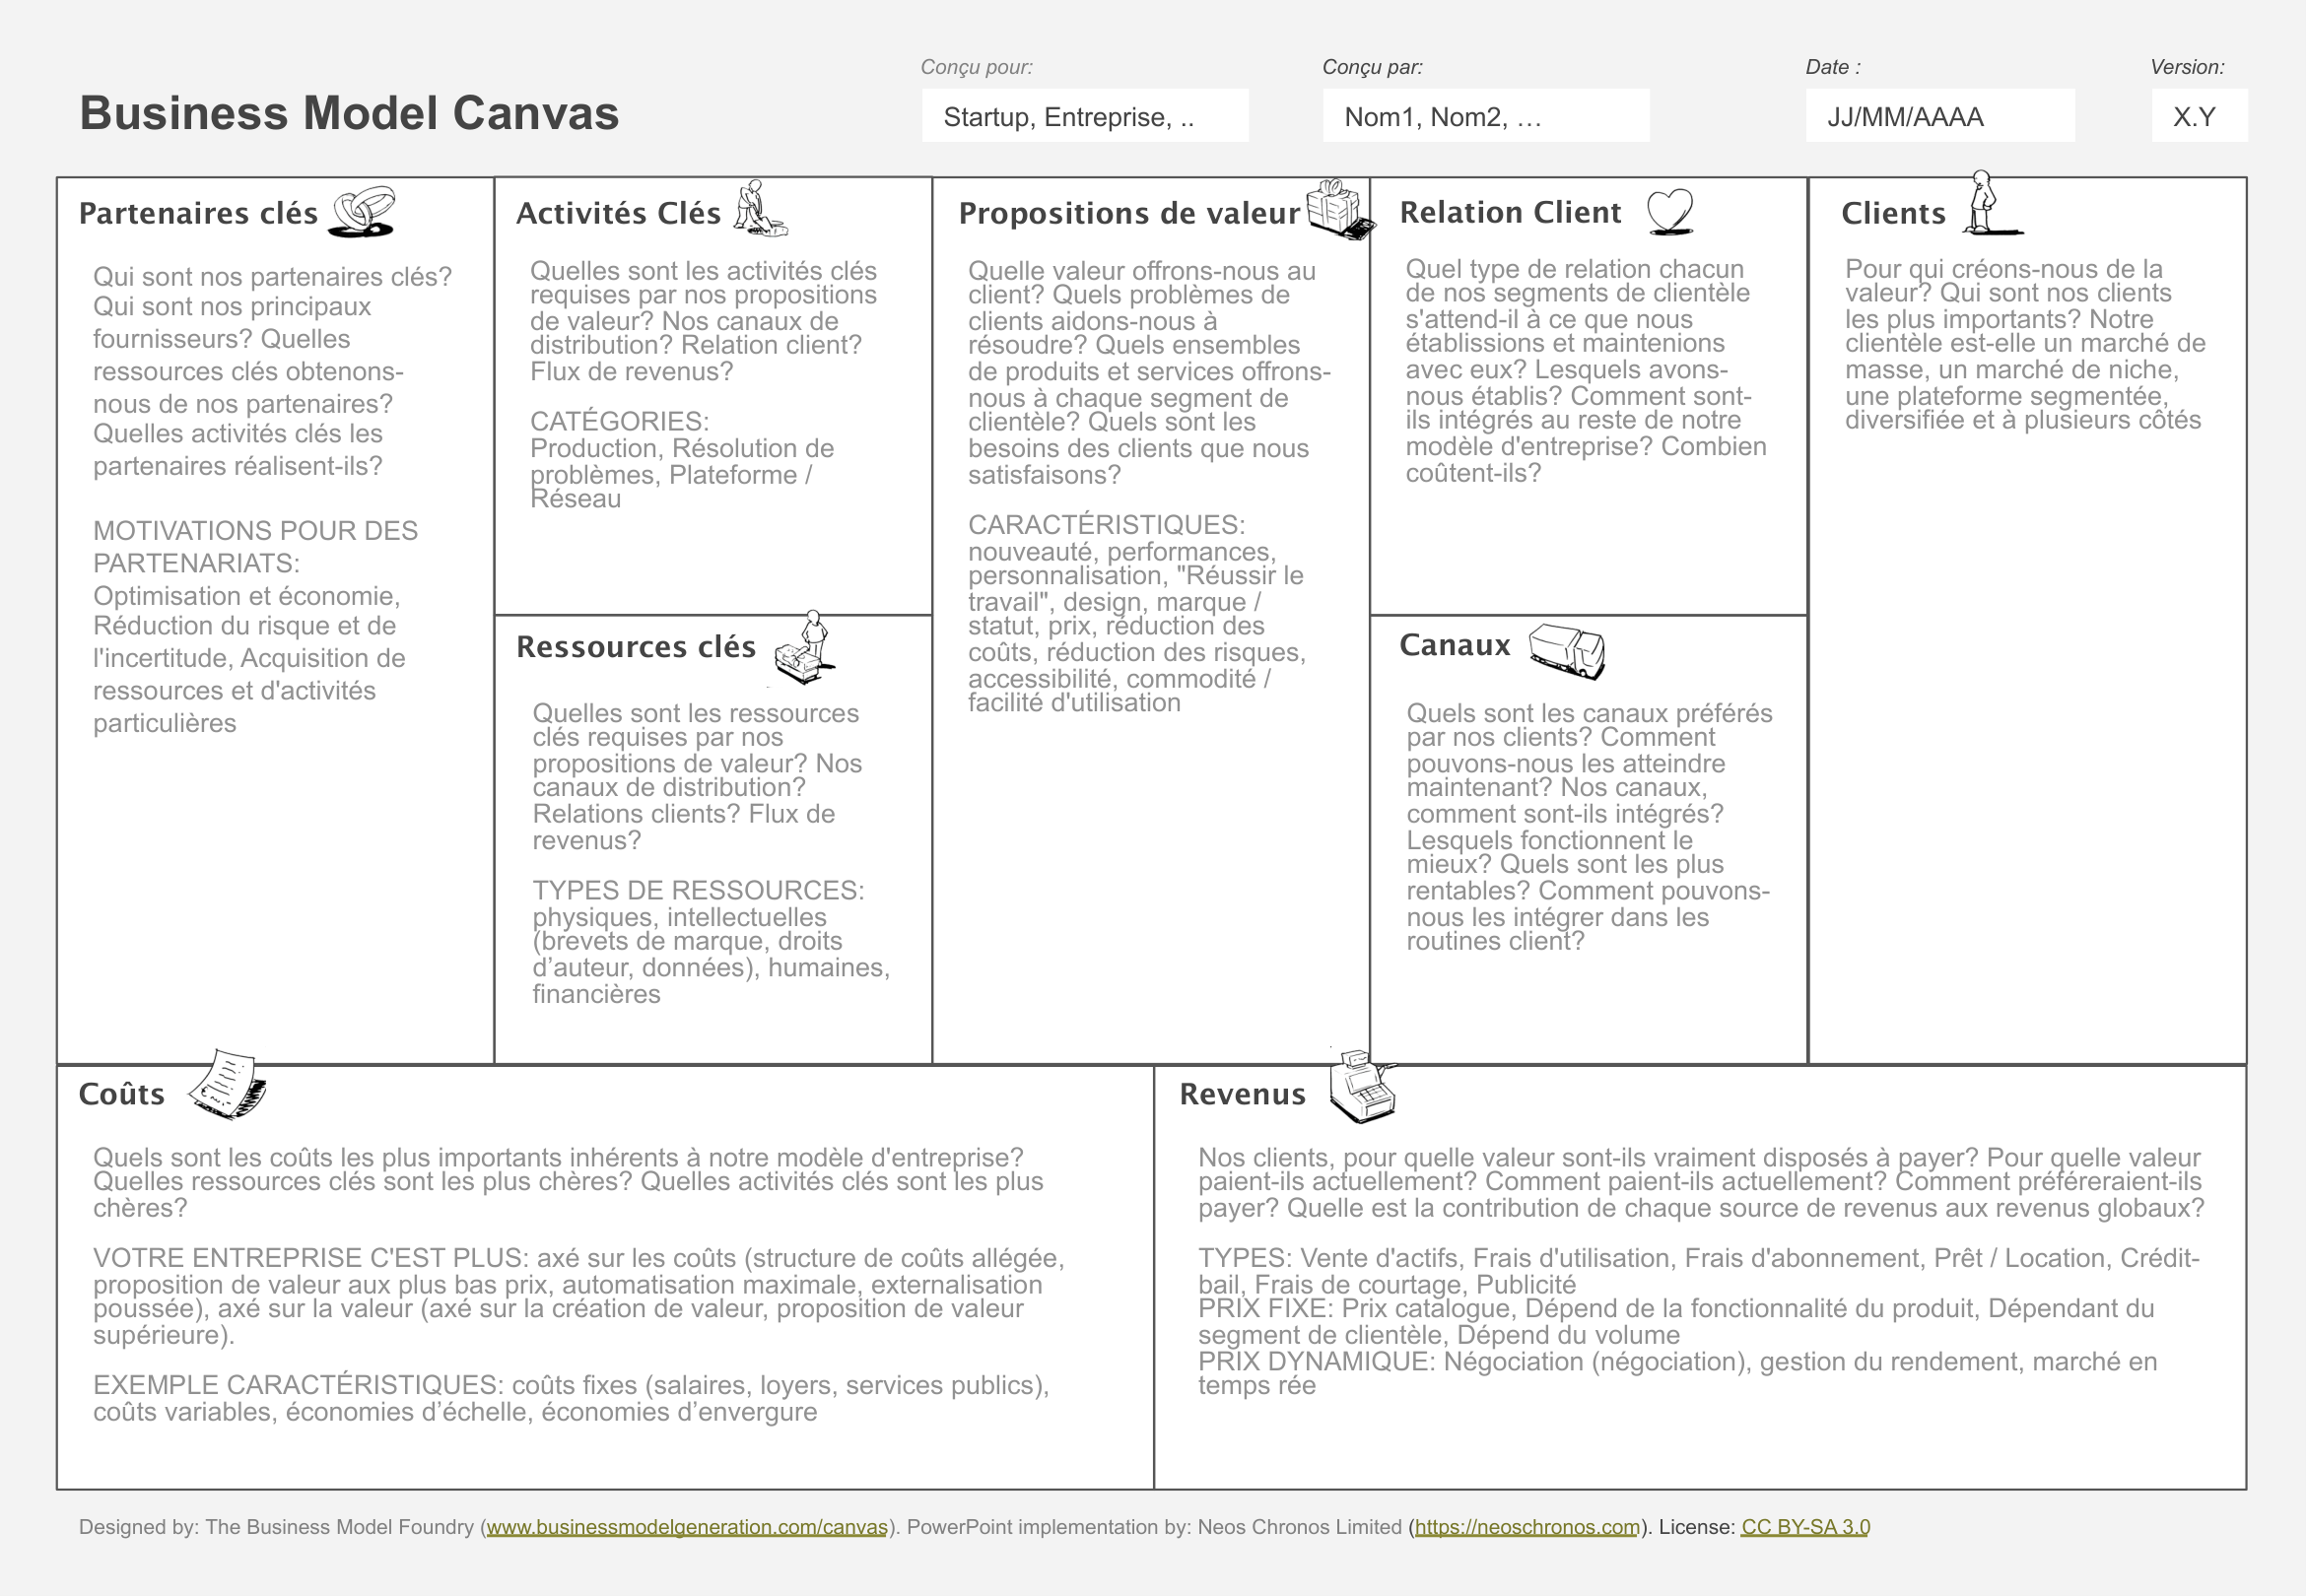 Business Model Canvas
Conçu pour:
Startup, Entreprise, ..
Conçu par:
Nom1, Nom2, …
Date :
JJ/MM/AAAA
Version:
X.Y
Partenaires clés
Qui sont nos partenaires clés?
Qui sont nos principaux
fournisseurs? Quelles
ressources clés obtenons-
nous de nos partenaires?
Quelles activités clés les
partenaires réalisent-ils?
MOTIVATIONS POUR DES
PARTENARIATS:
Optimisation et économie,
Réduction du risque et de
l'incertitude, Acquisition de
ressources et d'activités
particulières
Activités Clés
Quelles sont les activités clés
requises par nos propositions
de valeur? Nos canaux de
distribution? Relation client?
Flux de revenus?
CATÉGORIES:
Production, Résolution de
problèmes, Plateforme /
Réseau
Ressources clés
Quelles sont les ressources
clés requises par nos
propositions de valeur? Nos
canaux de distribution?
Relations clients? Flux de
revenus?
TYPES DE RESSOURCES:
physiques, intellectuelles
(brevets de marque, droits
d’auteur, données), humaines,
financières
Propositions de valeur
Quelle valeur offrons-nous au
client? Quels problèmes de
clients aidons-nous à
résoudre? Quels ensembles
de produits et services offrons-
nous à chaque segment de
clientèle? Quels sont les
besoins des clients que nous
satisfaisons?
CARACTÉRISTIQUES:
nouveauté, performances,
personnalisation, "Réussir le
travail", design, marque /
statut, prix, réduction des
coûts, réduction des risques,
accessibilité, commodité /
facilité d'utilisation
Relation Client
Quel type de relation chacun
de nos segments de clientèle
s'attend-il à ce que nous
établissions et maintenions
avec eux? Lesquels avons-
nous établis? Comment sont-
ils intégrés au reste de notre
modèle d'entreprise? Combien
coûtent-ils?
Canaux
Quels sont les canaux préférés
par nos clients? Comment
pouvons-nous les atteindre
maintenant? Nos canaux,
comment sont-ils intégrés?
Lesquels fonctionnent le
mieux? Quels sont les plus
rentables? Comment pouvons-
nous les intégrer dans les
routines client?
Clients
Pour qui créons-nous de la
valeur? Qui sont nos clients
les plus importants? Notre
clientèle est-elle un marché de
masse, un marché de niche,
une plateforme segmentée,
diversifiée et à plusieurs côtés
Coûts
Quels sont les coûts les plus importants inhérents à notre modèle d'entreprise?
Quelles ressources clés sont les plus chères? Quelles activités clés sont les plus
chères?
VOTRE ENTREPRISE C'EST PLUS: axé sur les coûts (structure de coûts allégée,
proposition de valeur aux plus bas prix, automatisation maximale, externalisation
poussée), axé sur la valeur (axé sur la création de valeur, proposition de valeur
supérieure).
EXEMPLE CARACTÉRISTIQUES: coûts fixes (salaires, loyers, services publics),
coûts variables, économies d’échelle, économies d’envergure
Revenus
Nos clients, pour quelle valeur sont-ils vraiment disposés à payer? Pour quelle valeur
paient-ils actuellement? Comment paient-ils actuellement? Comment préféreraient-ils
payer? Quelle est la contribution de chaque source de revenus aux revenus globaux?
TYPES: Vente d'actifs, Frais d'utilisation, Frais d'abonnement, Prêt / Location, Crédit-
bail, Frais de courtage, Publicité
PRIX FIXE: Prix catalogue, Dépend de la fonctionnalité du produit, Dépendant du
segment de clientèle, Dépend du volume
PRIX DYNAMIQUE: Négociation (négociation), gestion du rendement, marché en
temps rée
Designed by: The Business Model Foundry (www.businessmodelgeneration.com/canvas). PowerPoint implementation by: Neos Chronos Limited (https://neoschronos.com). License: CC BY-SA 3.0